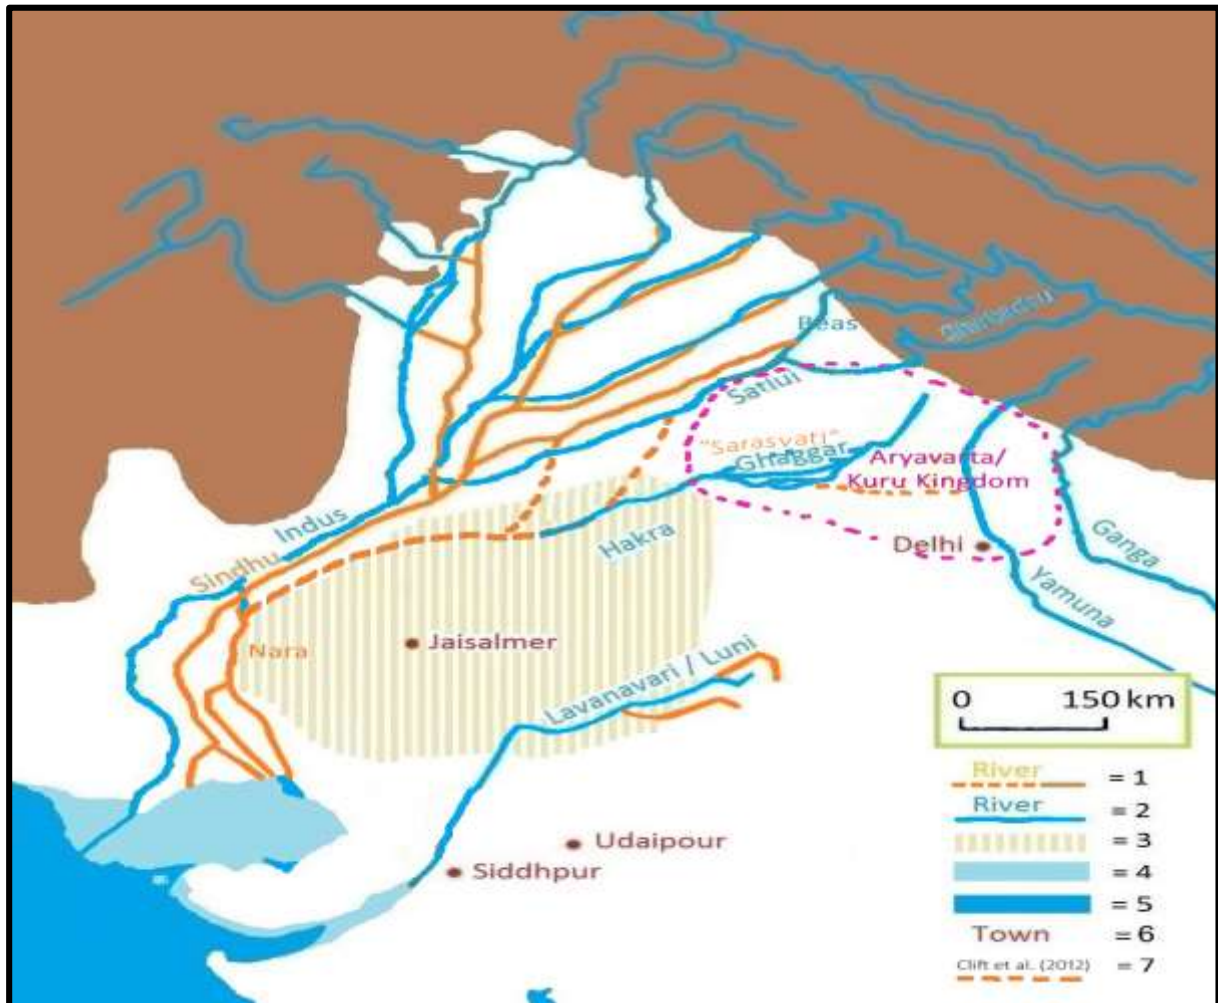 Beas
Satluj
"Sarasvati"
Ghaggar
Aryavarta/
Kuru Kingdom
Indus
Hakra
Delhi
Ganga
Sindhu
Yamuna
Nara
Jaisalmer
Lavanavari / Luni
0 150 km
River = 1
River = 2
Udaipour
= 3
Siddhpur
= 4
= 5
Town = 6
Clift et al. (2012) = 7